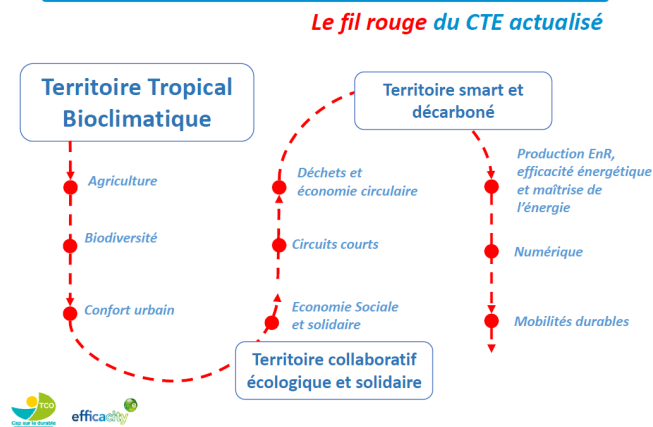 Le fil rouge du CTE actualisé
Territoire Tropical
Bioclimatique
Agriculture
Biodiversité
Confort urbain
Territoire collaboratif
écologique et solidaire
Economie Sociale
et solidaire
Circuits courts
Déchets et
économie circulaire
Territoire smart et
décarboné
Production EnR,
efficacité énergétique
et maîtrise de
l'énergie
Numérique
Mobilités durables
TCO
Cap sur le durable
efficacity